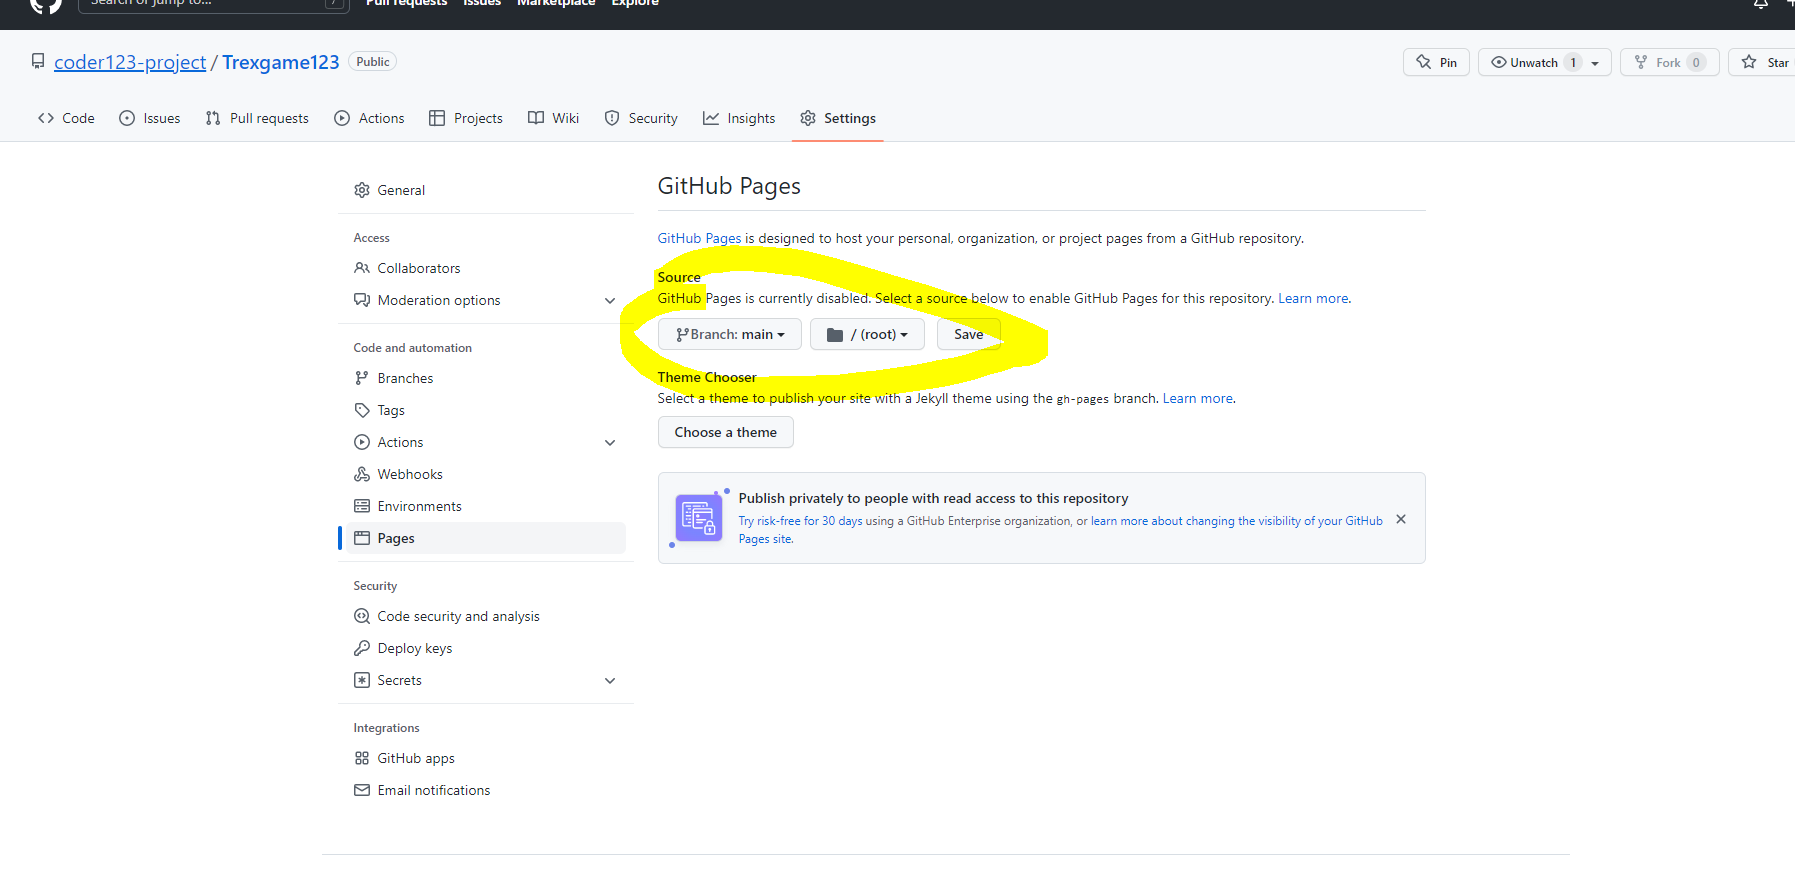 Search or jump to... /
Pull requests Issues Marketplace Explore
coder123-project / Trexgame123 Public
Pin Unwatch 1 Fork 0 Star
Code Issues Pull requests Actions Projects Wiki Security Insights Settings
General
Access
Collaborators
Moderation options
Code and automation
Branches
Tags
Actions
Webhooks
Environments
Pages
Security
Code security and analysis
Deploy keys
Secrets
Integrations
GitHub apps
Email notifications
GitHub Pages
GitHub Pages is designed to host your personal, organization, or project pages from a GitHub repository.
Source
GitHub Pages is currently disabled. Select a source below to enable GitHub Pages for this repository. Learn more.
Branch: main / (root) Save
Theme Chooser
Select a theme to publish your site with a Jekyll theme using the gh-pages branch. Learn more.
Choose a theme
Publish privately to people with read access to this repository
Try risk-free for 30 days using a GitHub Enterprise organization, or learn more about changing the visibility of your GitHub
Pages site.